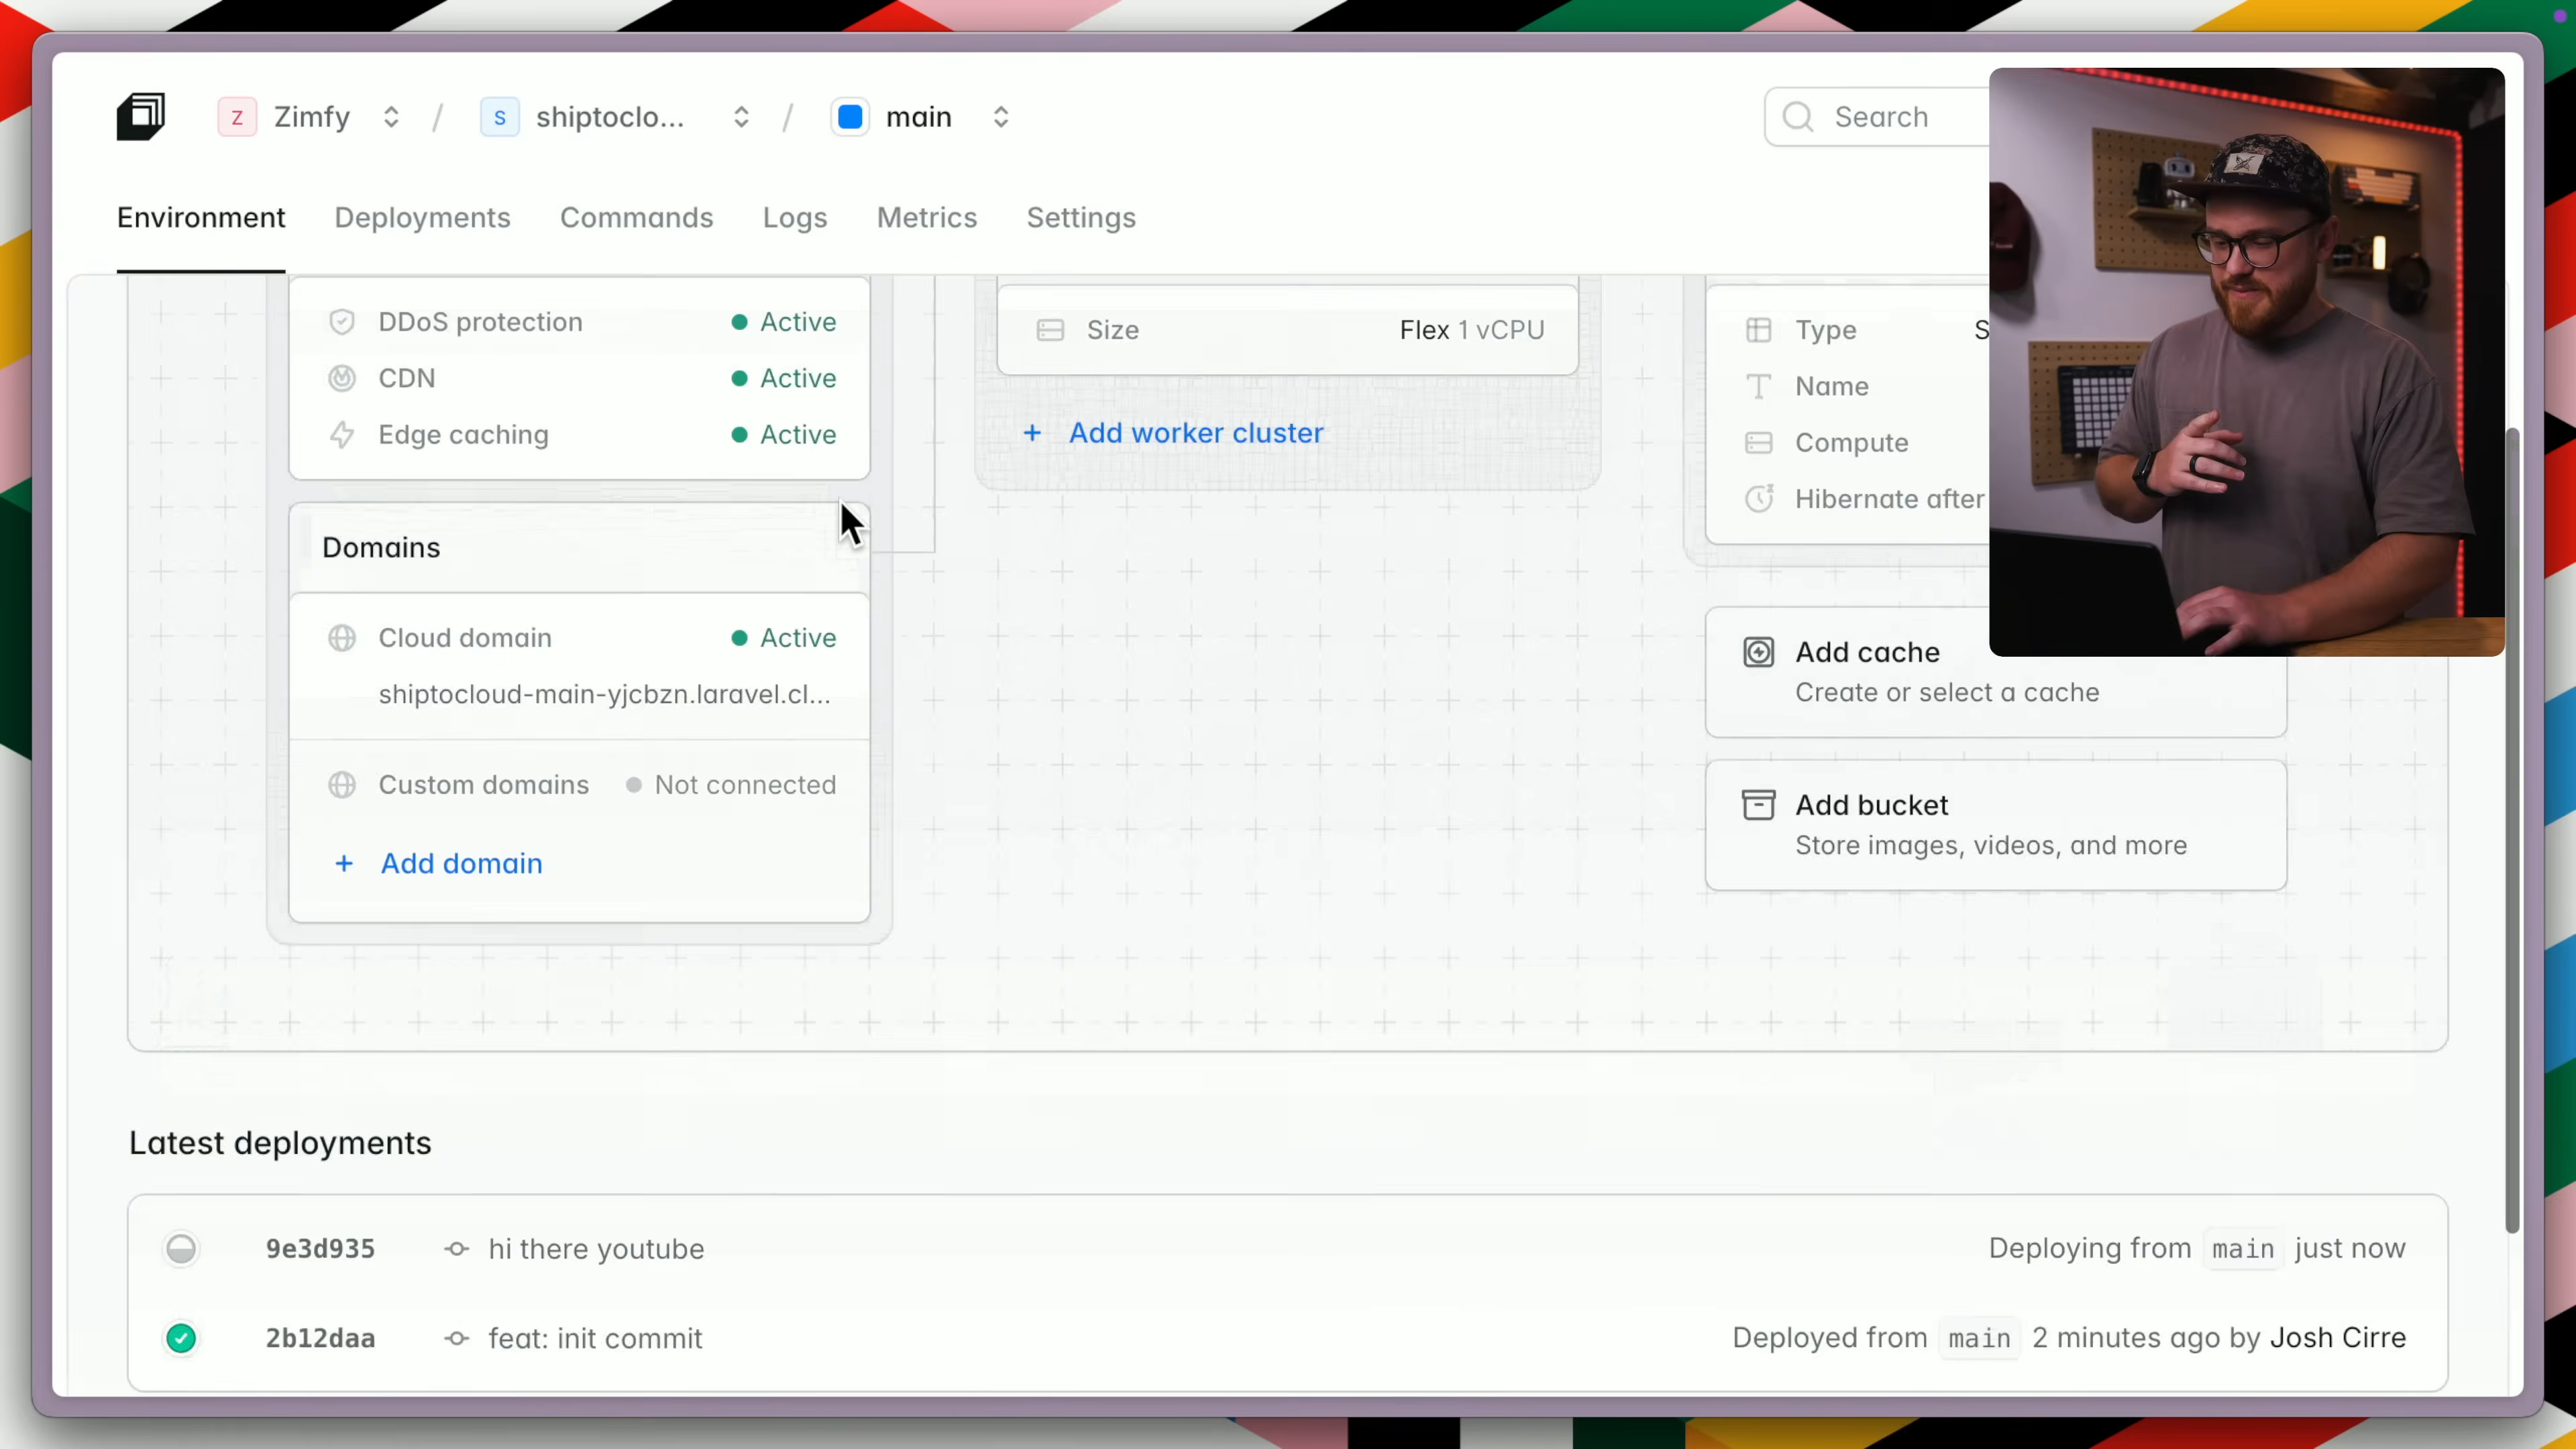 Z Zimfy / S shiptoclo... / main
Search
Environment Deployments Commands Logs Metrics Settings
DDoS protection Active
CDN Active
Edge caching Active
Domains
Cloud domain Active
shiptocloud-main-yjcbzn.laravel.cl...
Custom domains Not connected
+ Add domain
Size Flex 1 vCPU
+ Add worker cluster
Type S
Name
Compute
Hibernate after
Add cache
Create or select a cache
Add bucket
Store images, videos, and more
Latest deployments
9e3d935 hi there youtube Deploying from main just now
2b12daa feat: init commit Deployed from main 2 minutes ago by Josh Cirre